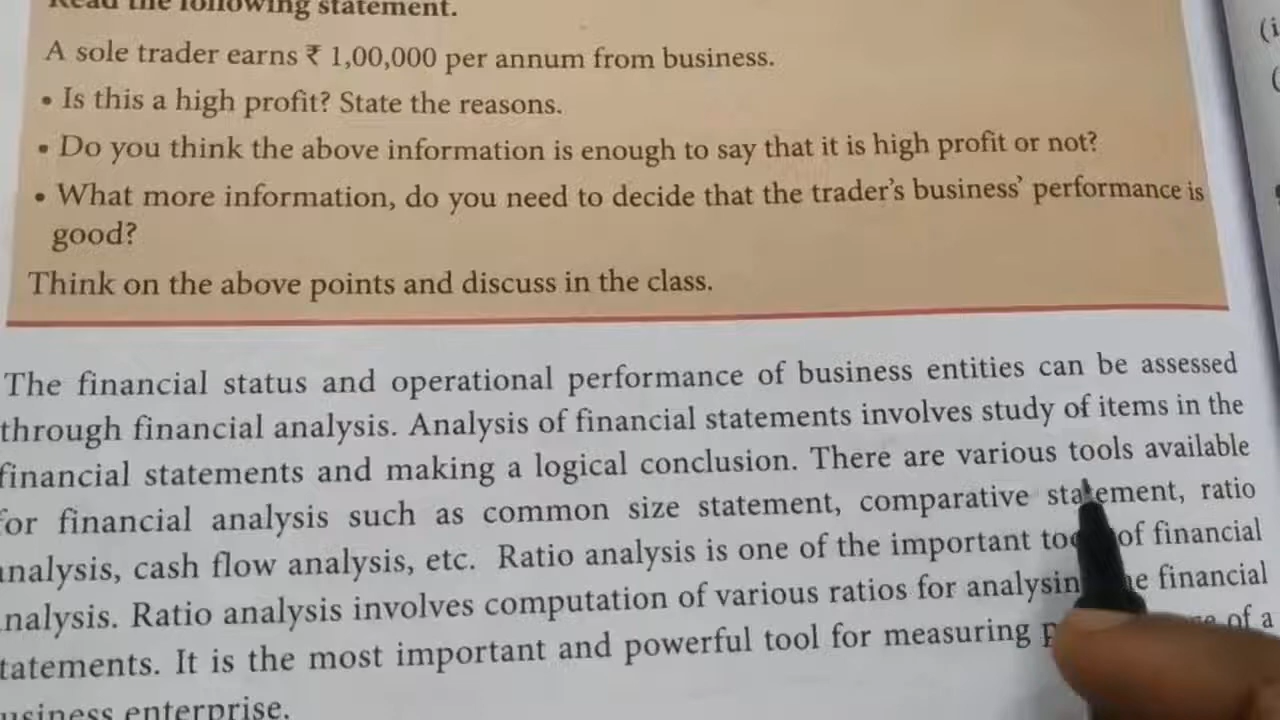 Read the following statement.
A sole trader earns ₹ 1,00,000 per annum from business.
• Is this a high profit? State the reasons.
• Do you think the above information is enough to say that it is high profit or not?
• What more information, do you need to decide that the trader's business' performance is
good?
Think on the above points and discuss in the class.
The financial status and operational performance of business entities can be assessed
through financial analysis. Analysis of financial statements involves study of items in the
financial statements and making a logical conclusion. There are various tools available
for financial analysis such as common size statement, comparative statement, ratio
analysis, cash flow analysis, etc. Ratio analysis is one of the important of financial
analysis. Ratio analysis involves computation of various ratios for financial
statements. It is the most important and powerful tool for measuring of a
business enterprise.
(i
(